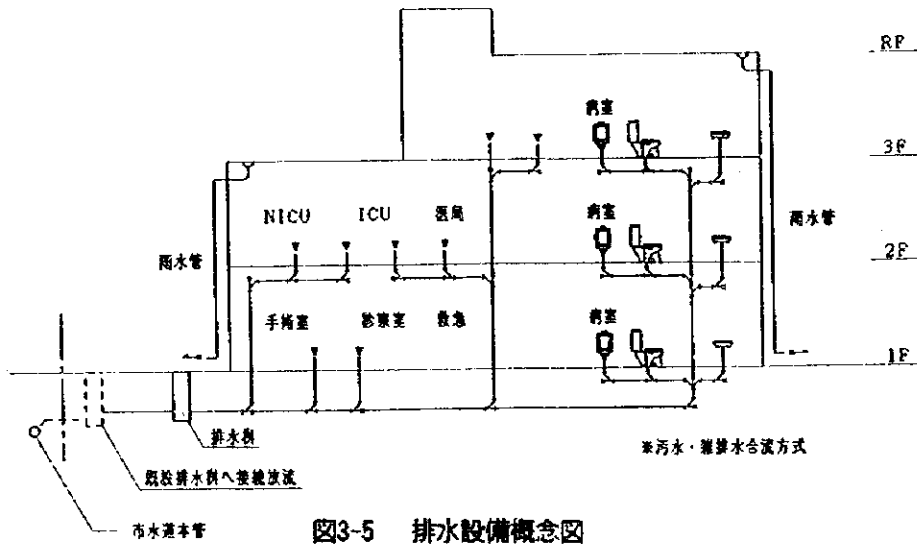 RF
病室
3F
NICU
ICU
医局
病室
雨水管
雨水管
2F
手術室
診察室
救急
病室
1F
排水桝
※汚水・雑排水合流方式
既設排水桝へ接続放流
市水道本管
図3-5 排水設備概念図